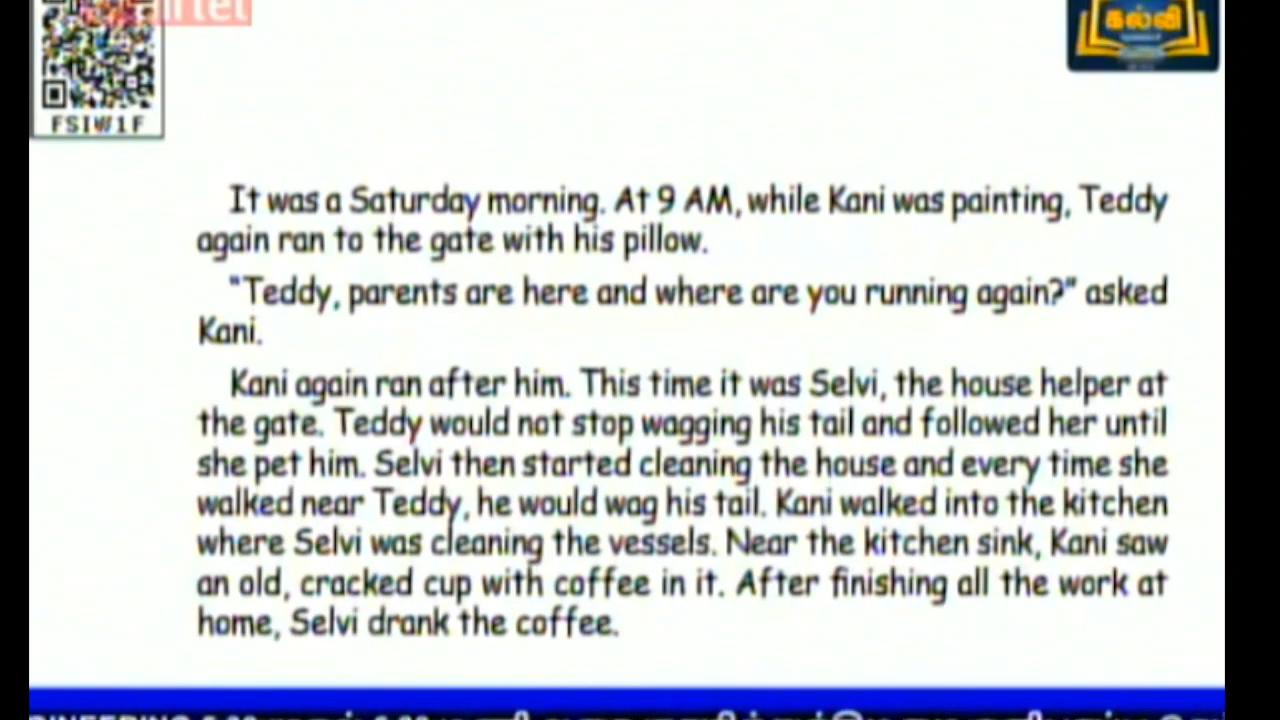 FSIW1F
கல்வி
It was a Saturday morning. At 9 AM, while Kani was painting, Teddy
again ran to the gate with his pillow.
"Teddy, parents are here and where are you running again?" asked
Kani.
Kani again ran after him. This time it was Selvi, the house helper at
the gate. Teddy would not stop wagging his tail and followed her until
she pet him. Selvi then started cleaning the house and every time she
walked near Teddy, he would wag his tail. Kani walked into the kitchen
where Selvi was cleaning the vessels. Near the kitchen sink, Kani saw
an old, cracked cup with coffee in it. After finishing all the work at
home, Selvi drank the coffee.